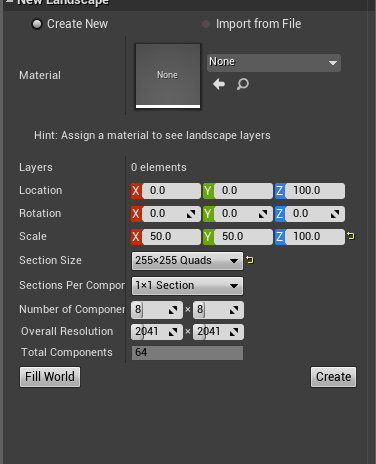 New Landscape
Create New Import from File
Material None None
Hint: Assign a material to see landscape layers
Layers 0 elements
Location X 0.0 Y 0.0 Z 100.0
Rotation X 0.0 Y 0.0 Z 0.0
Scale X 50.0 Y 50.0 Z 100.0
Section Size 255×255 Quads
Sections Per Compor 1×1 Section
Number of Componer 8 × 8
Overall Resolution 2041 × 2041
Total Components 64
Fill World Create